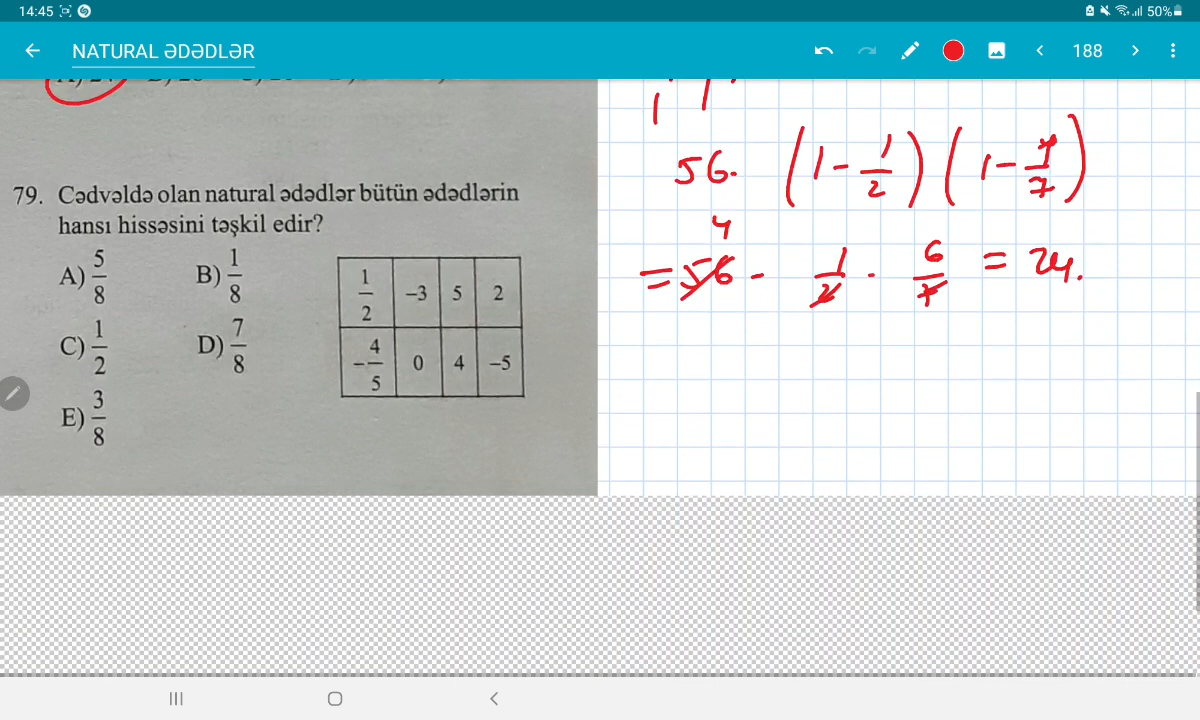 14:45 50%
NATURAL ƏDƏDLƏR 188
79. Cədvəldə olan natural ədədlər bütün ədədlərin
hansı hissəsini təşkil edir?
A) 5/8 B) 1/8
C) 1/2 D) 7/8
E) 3/8
1/2 -3 5 2
-4/5 0 4 -5
56. (1-1/2)(1-1/7)
4
=56 - 1/2 · 6/7 = 24.